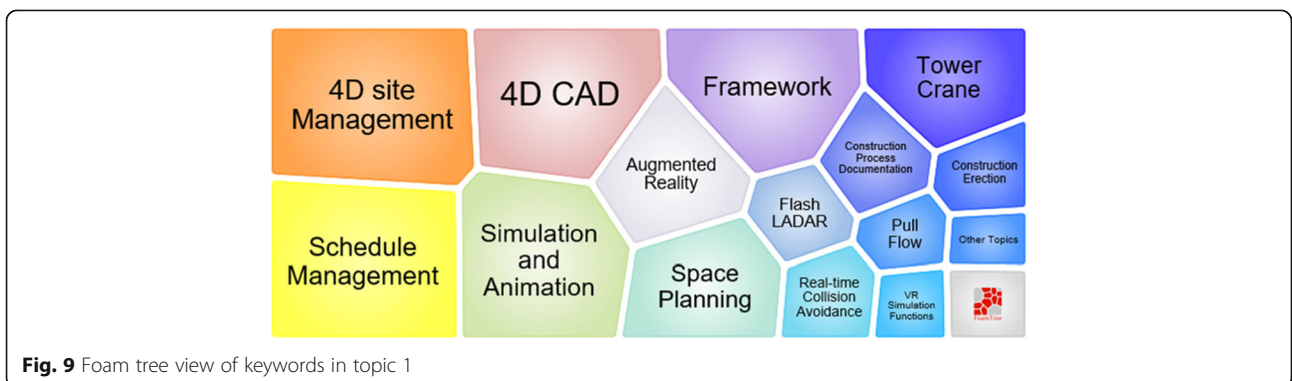 4D site
Management
4D CAD
Framework
Tower
Crane
Augmented
Reality
Construction
Process
Documentation
Construction
Erection
Schedule
Management
Simulation
and
Animation
Space
Planning
Flash
LADAR
Pull
Flow
Other Topics
Real-time
Collision
Avoidance
VR
Simulation
Functions
FoamTree
Fig. 9 Foam tree view of keywords in topic 1